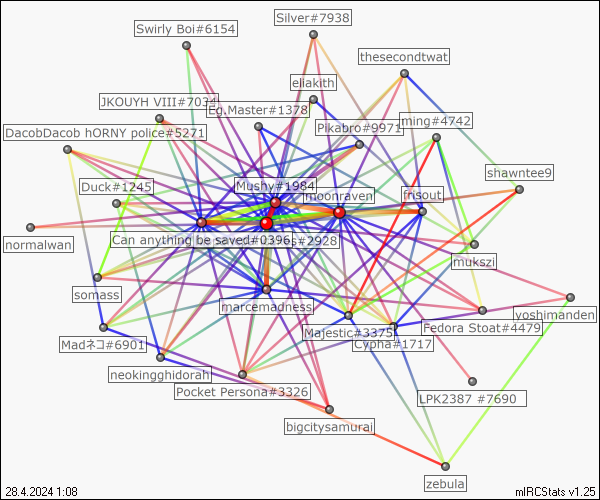 Silver#7938
Swirly Boi#6154
thesecondtwat
eliakith
JKOUYH VIII#7034
Eg.Master#1378
Pikabro#9971
ming#4742
DacobDacob hORNY police#5271
shawntee9
Duck#1245
Mushy#1984
moonraven
frisout
normalwan
Can anything be saved#0396
#2928
mukszi
somass
marcemadness
yoshimanden
Majestic#3375
Fedora Stoat#4479
Madネコ#6901
Cypha#1717
neokingghidorah
Pocket Persona#3326
LPK2387 #7690
bigcitysamurai
zebula
28.4.2024 1:08
mIRCStats v1.25